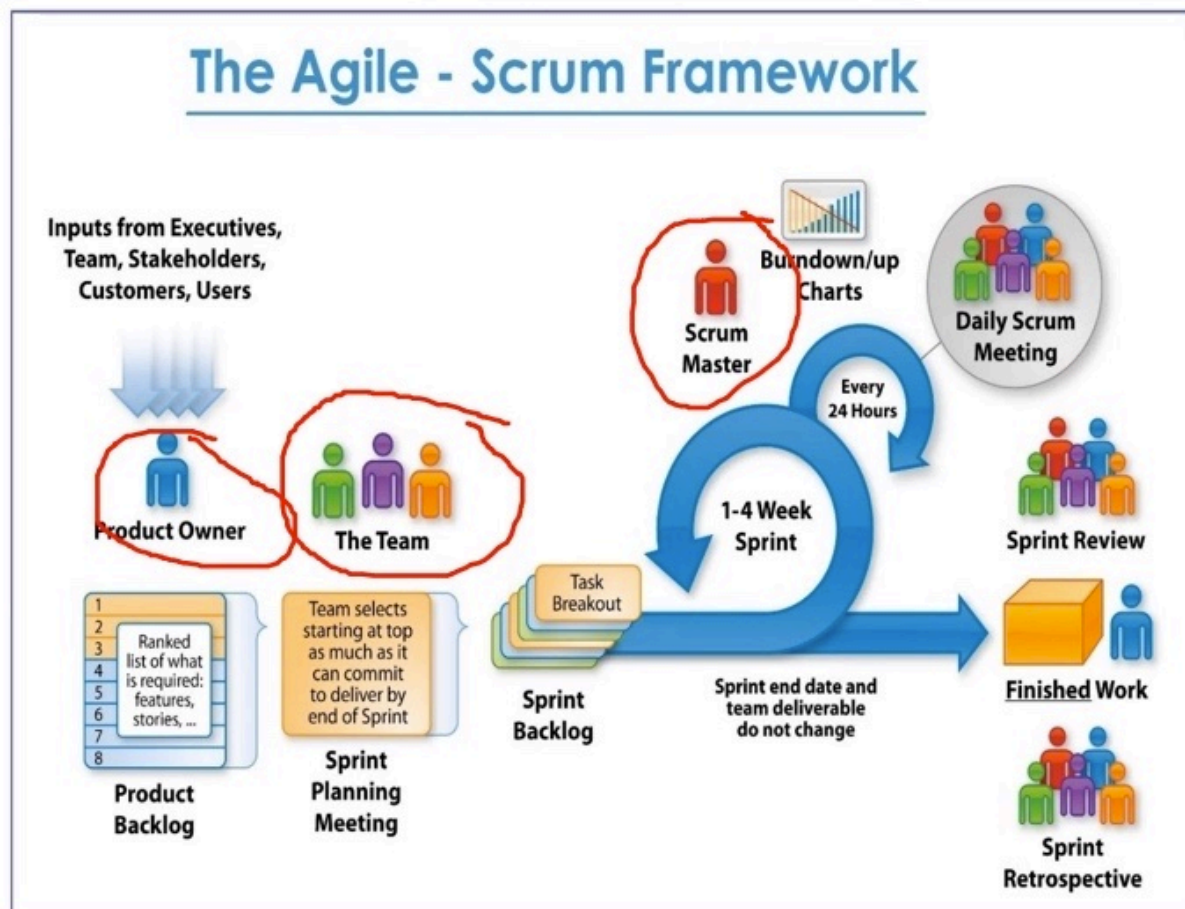 The Agile - Scrum Framework
Inputs from Executives,
Team, Stakeholders,
Customers, Users
Product Owner
The Team
1
2
3
4
5
6
7
8
Ranked
list of what
is required:
features,
stories, ...
Product
Backlog
Team selects
starting at top
as much as it
can commit
to deliver by
end of Sprint
Sprint
Planning
Meeting
Task
Breakout
Sprint
Backlog
Scrum
Master
Burndown/up
Charts
Every
24 Hours
Daily Scrum
Meeting
1-4 Week
Sprint
Sprint end date and
team deliverable
do not change
Sprint Review
Finished Work
Sprint
Retrospective